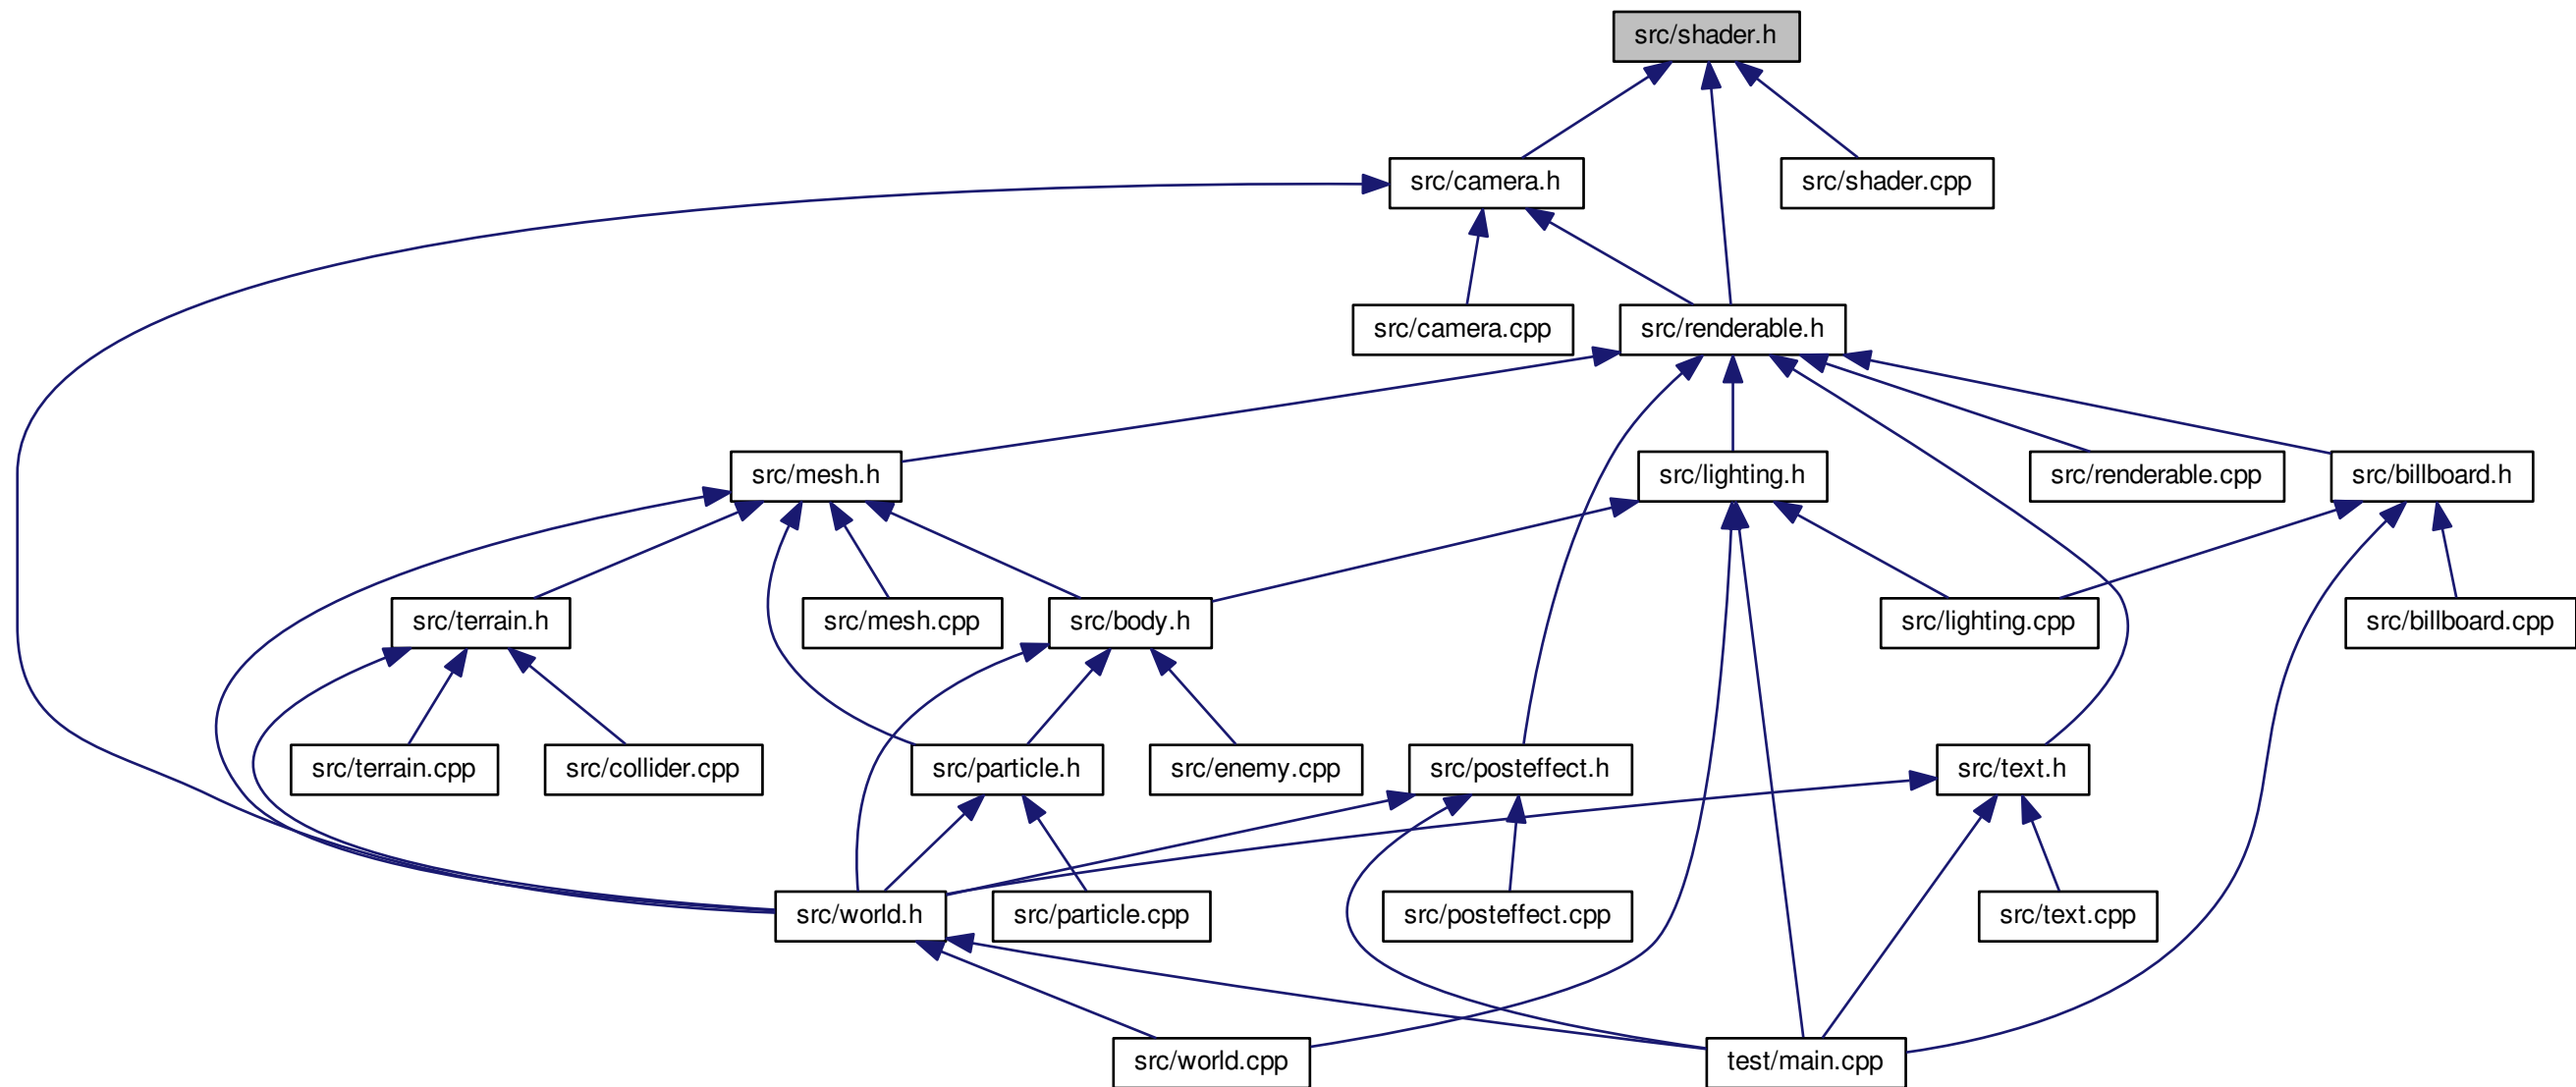 src/shader.h
src/camera.h
src/shader.cpp
src/camera.cpp
src/renderable.h
src/mesh.h
src/lighting.h
src/renderable.cpp
src/billboard.h
src/terrain.h
src/mesh.cpp
src/body.h
src/lighting.cpp
src/billboard.cpp
src/terrain.cpp
src/collider.cpp
src/particle.h
src/enemy.cpp
src/posteffect.h
src/text.h
src/world.h
src/particle.cpp
src/posteffect.cpp
src/text.cpp
src/world.cpp
test/main.cpp